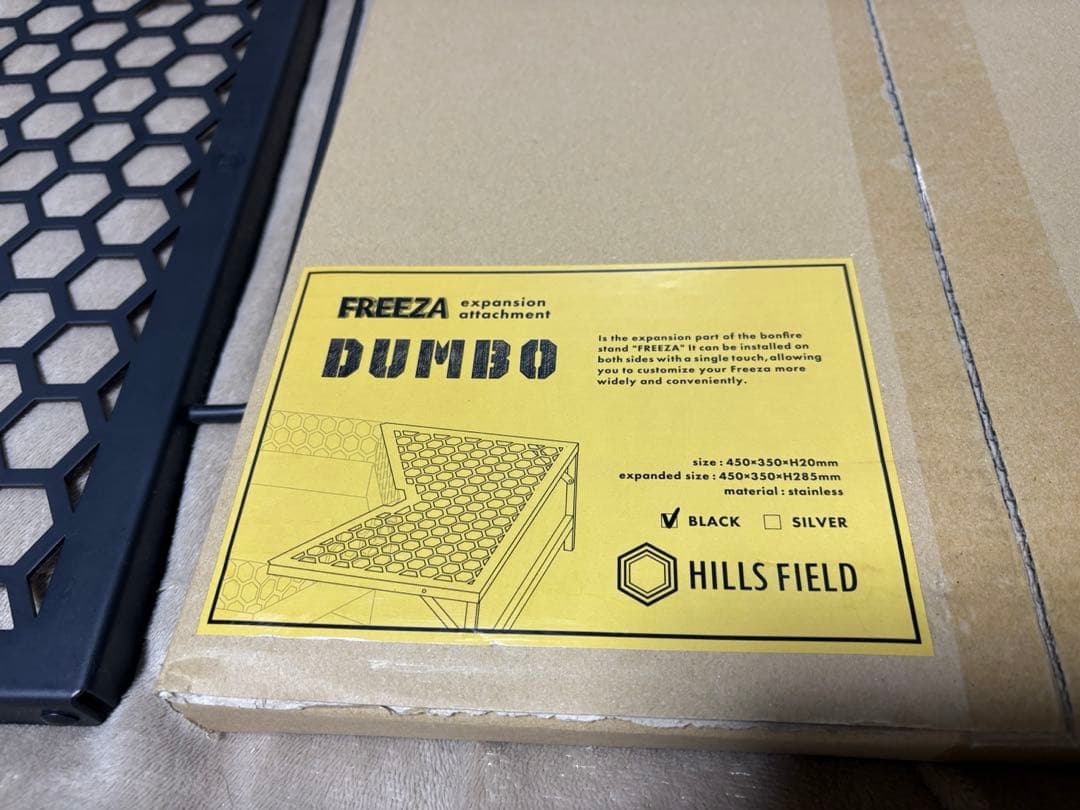 FREEZA expansion
attachment
DUMBO
Is the expansion part of the bonfire
stand "FREEZA" It can be installed on
both sides with a single touch, allowing
you to customize your Freeza more
widely and conveniently.
size : 450×350×H20mm
expanded size : 450×350×H285mm
material : stainless
BLACK SILVER
HILLS FIELD